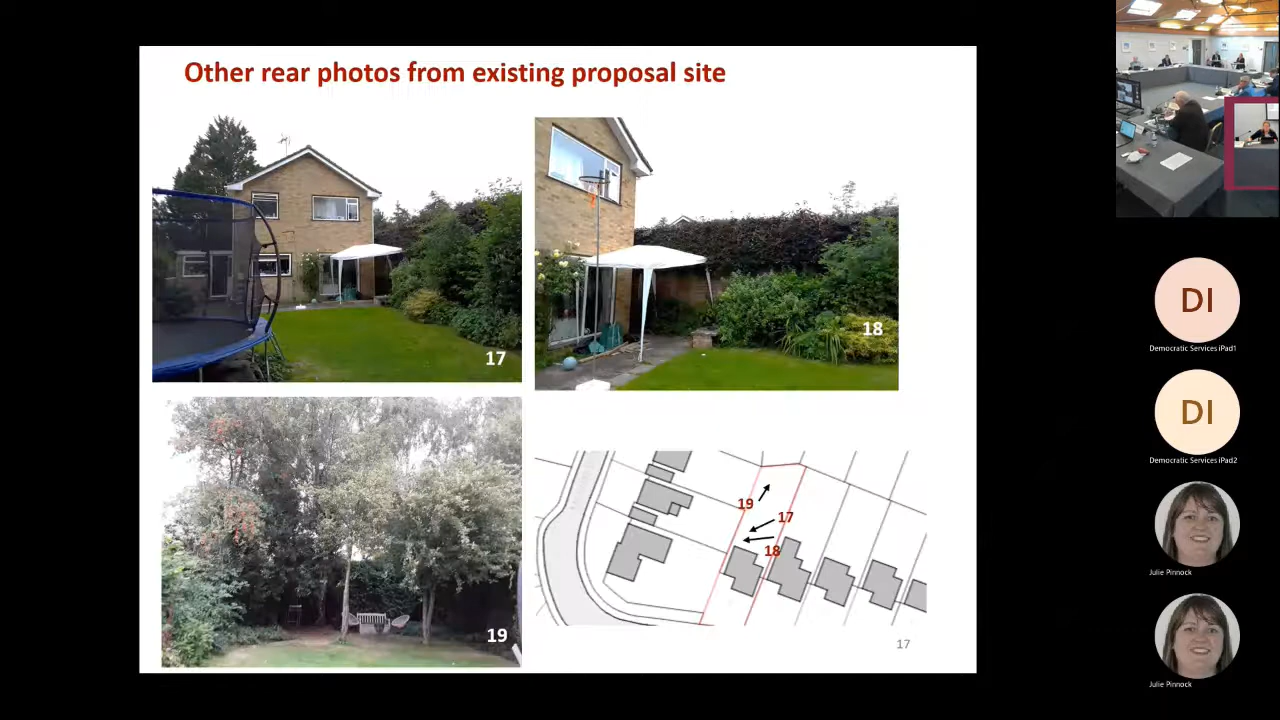 Other rear photos from existing proposal site
17
18
19
19
17
18
17
DI
Democratic Services iPad1
DI
Democratic Services iPad2
Julie Pinnock
Julie Pinnock